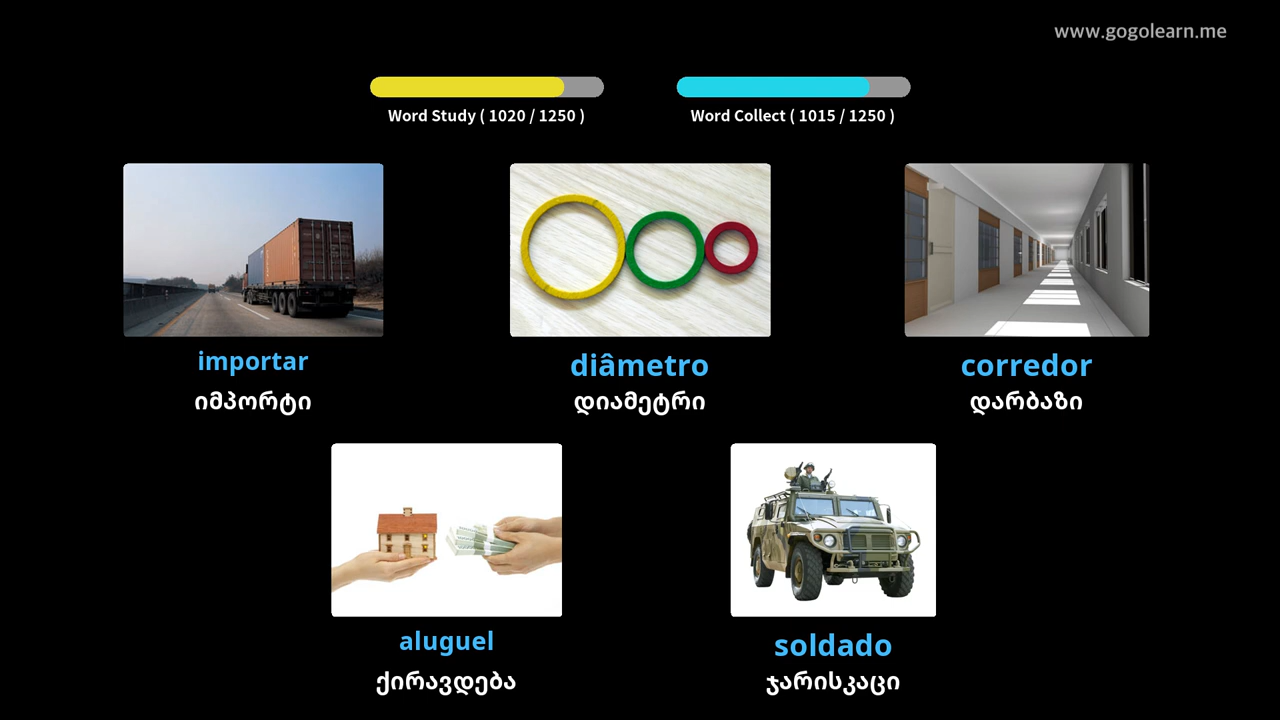 www.gogolearn.me
Word Study ( 1020 / 1250 )
Word Collect ( 1015 / 1250 )
importar
იმპორტი
diâmetro
დიამეტრი
corredor
დარბაზი
aluguel
ქირავდება
soldado
ჯარისკაცი